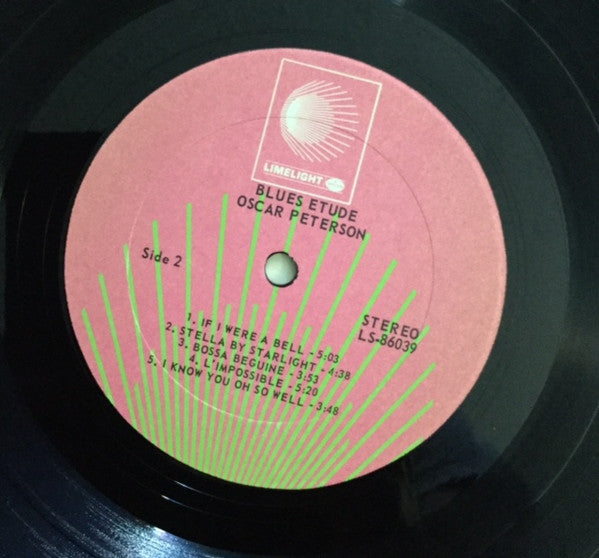 LIMELIGHT
BLUES ETUDE
OSCAR PETERSON
Side 2
STEREO
LS-86039
1. IF I WERE A BELL - 5:03
2. STELLA BY STARLIGHT - 4:38
3. BOSSA BEGUINE - 3:53
4. L'IMPOSSIBLE - 5:20
5. I KNOW YOU OH SO WELL - 3:48